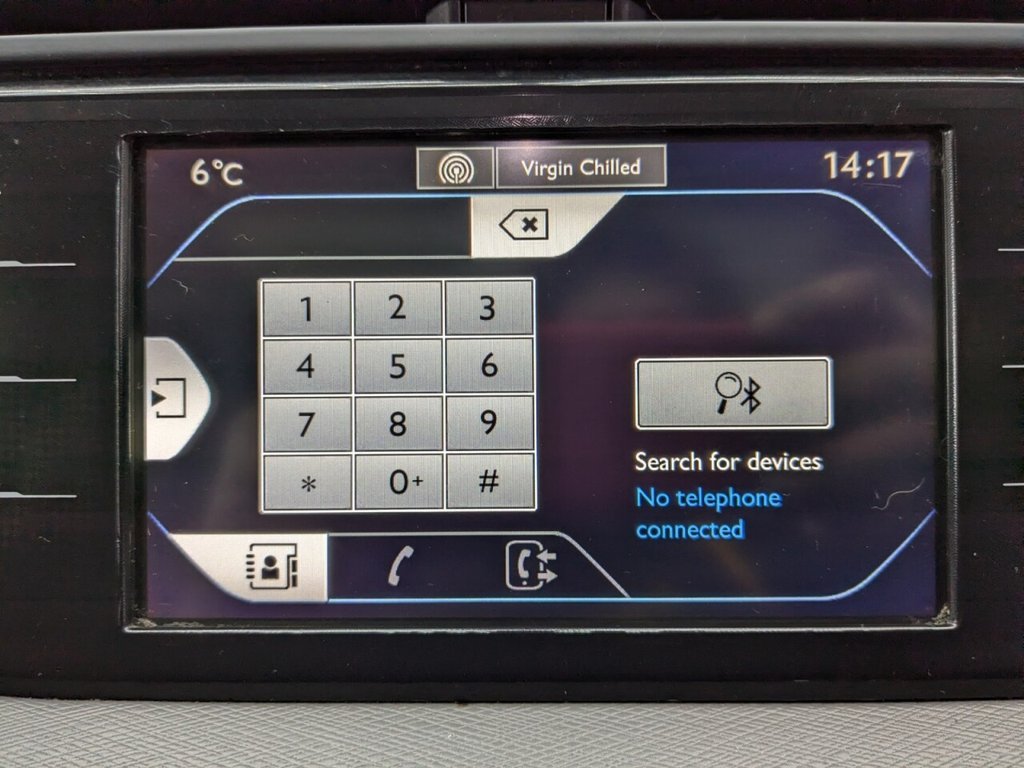 6°C
Virgin Chilled
14:17
1 2 3
4 5 6
7 8 9
* 0+ #
Search for devices
No telephone
connected